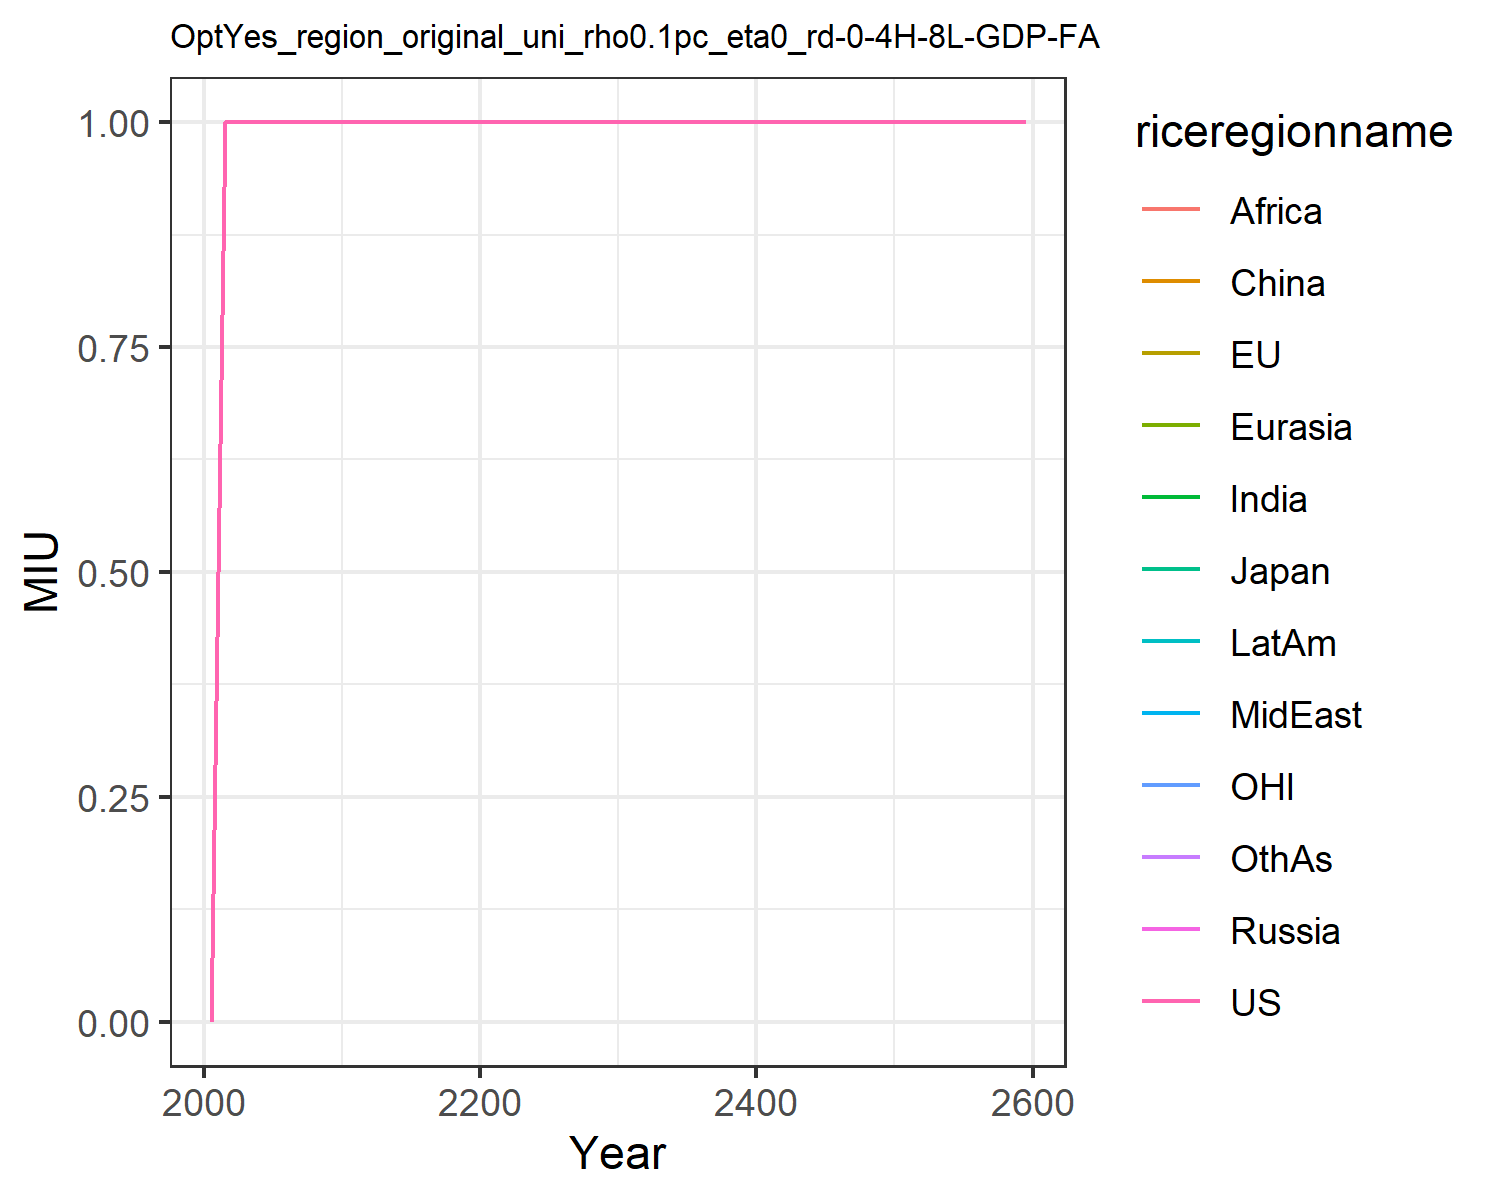 OptYes_region_original_uni_rho0.1pc_eta0_rd-0-4H-8L-GDP-FA
1.00
0.75
0.50
0.25
0.00
MIU
2000 2200 2400 2600
Year
riceregionname
Africa
China
EU
Eurasia
India
Japan
LatAm
MidEast
OHI
OthAs
Russia
US